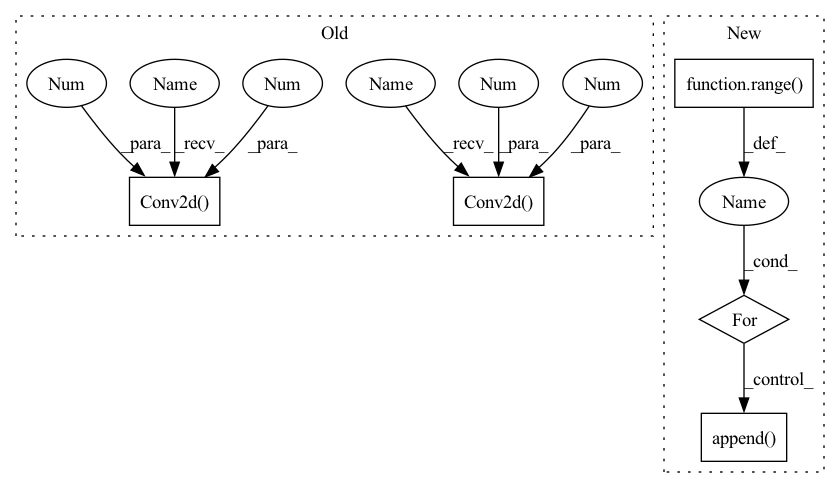 Old
New
Num
Name
Num
Name
Num
Num
function.range()
_para_
_recv_
_para_
_recv_
_para_
_para_
_def_
Conv2d()
Conv2d()
Name
_cond_
For
_control_
append()